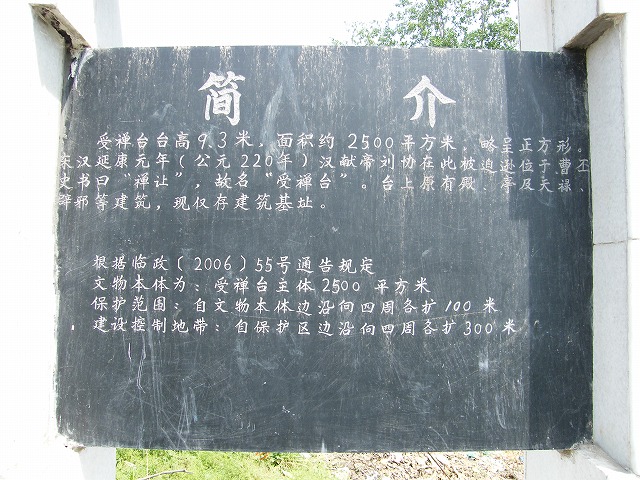 简 介
受禅台台高9.3米，面积约2500平方米，略呈正方形。
东汉延康元年（公元220年）汉献帝刘协在此被迫逊位于曹丕
史书曰“禅让”，故名“受禅台”。台上原有殿、亭及天禄、
辟邪等建筑，现仅存建筑基址。
根据临政（2006）55号通告规定
文物本体为：受禅台主体2500平方米
保护范围：自文物本体边沿向四周各扩100米
建设控制地带：自保护区边沿向四周各扩300米